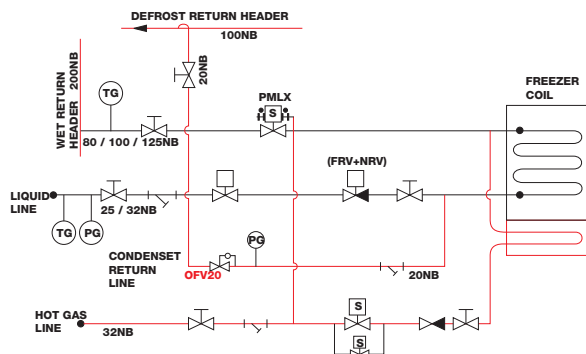 DEFROST RETURN HEADER
100NB
WET RETURN
HEADER 200NB
20NB
TG
PMLX
S
FREEZER
COIL
80 / 100 / 125NB
(FRV+NRV)
LIQUID
LINE
25 / 32NB
TG
PG
CONDENSET
RETURN
LINE
OFV20
PG
20NB
HOT GAS
LINE
32NB
S
S